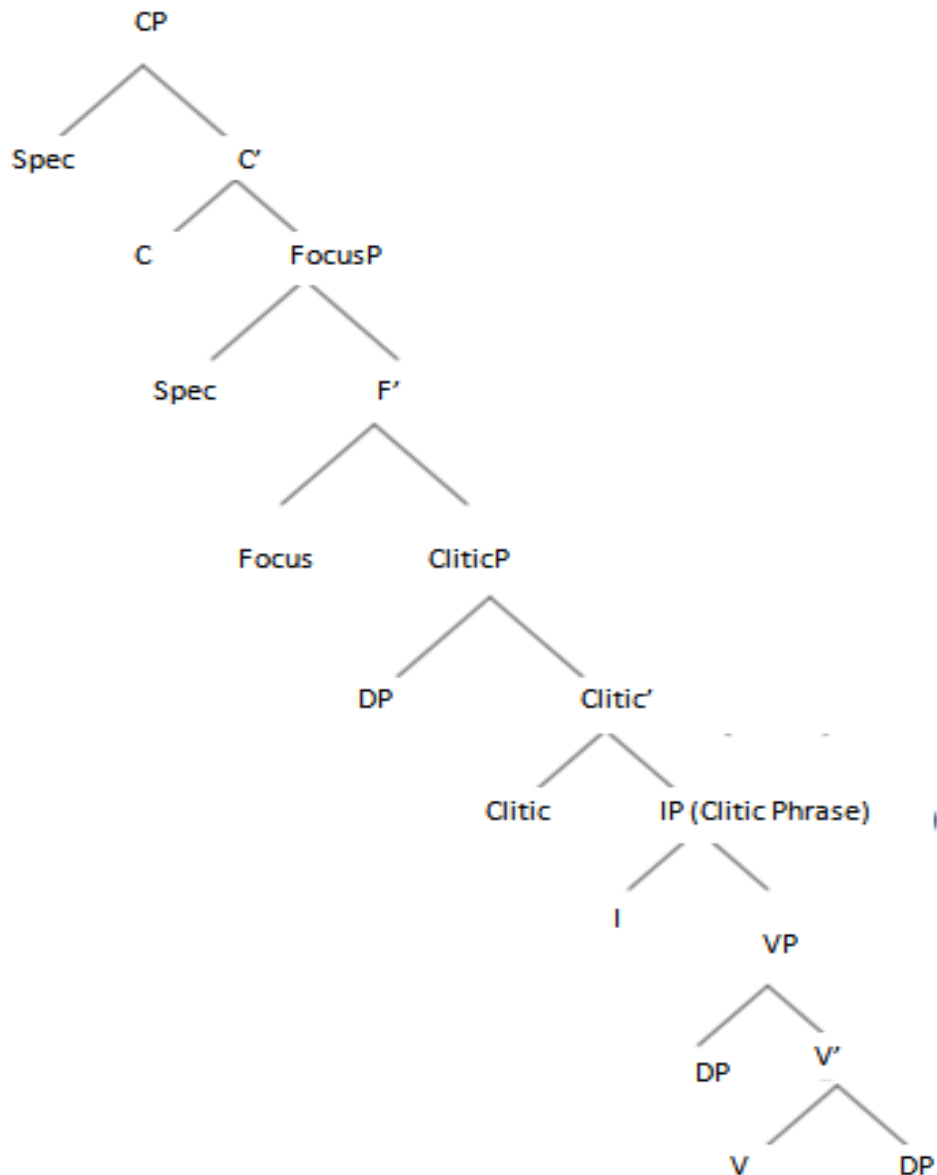 CP
Spec C’
C FocusP
Spec F’
Focus CliticP
DP Clitic’
Clitic IP (Clitic Phrase)
I
VP
DP V’
V DP